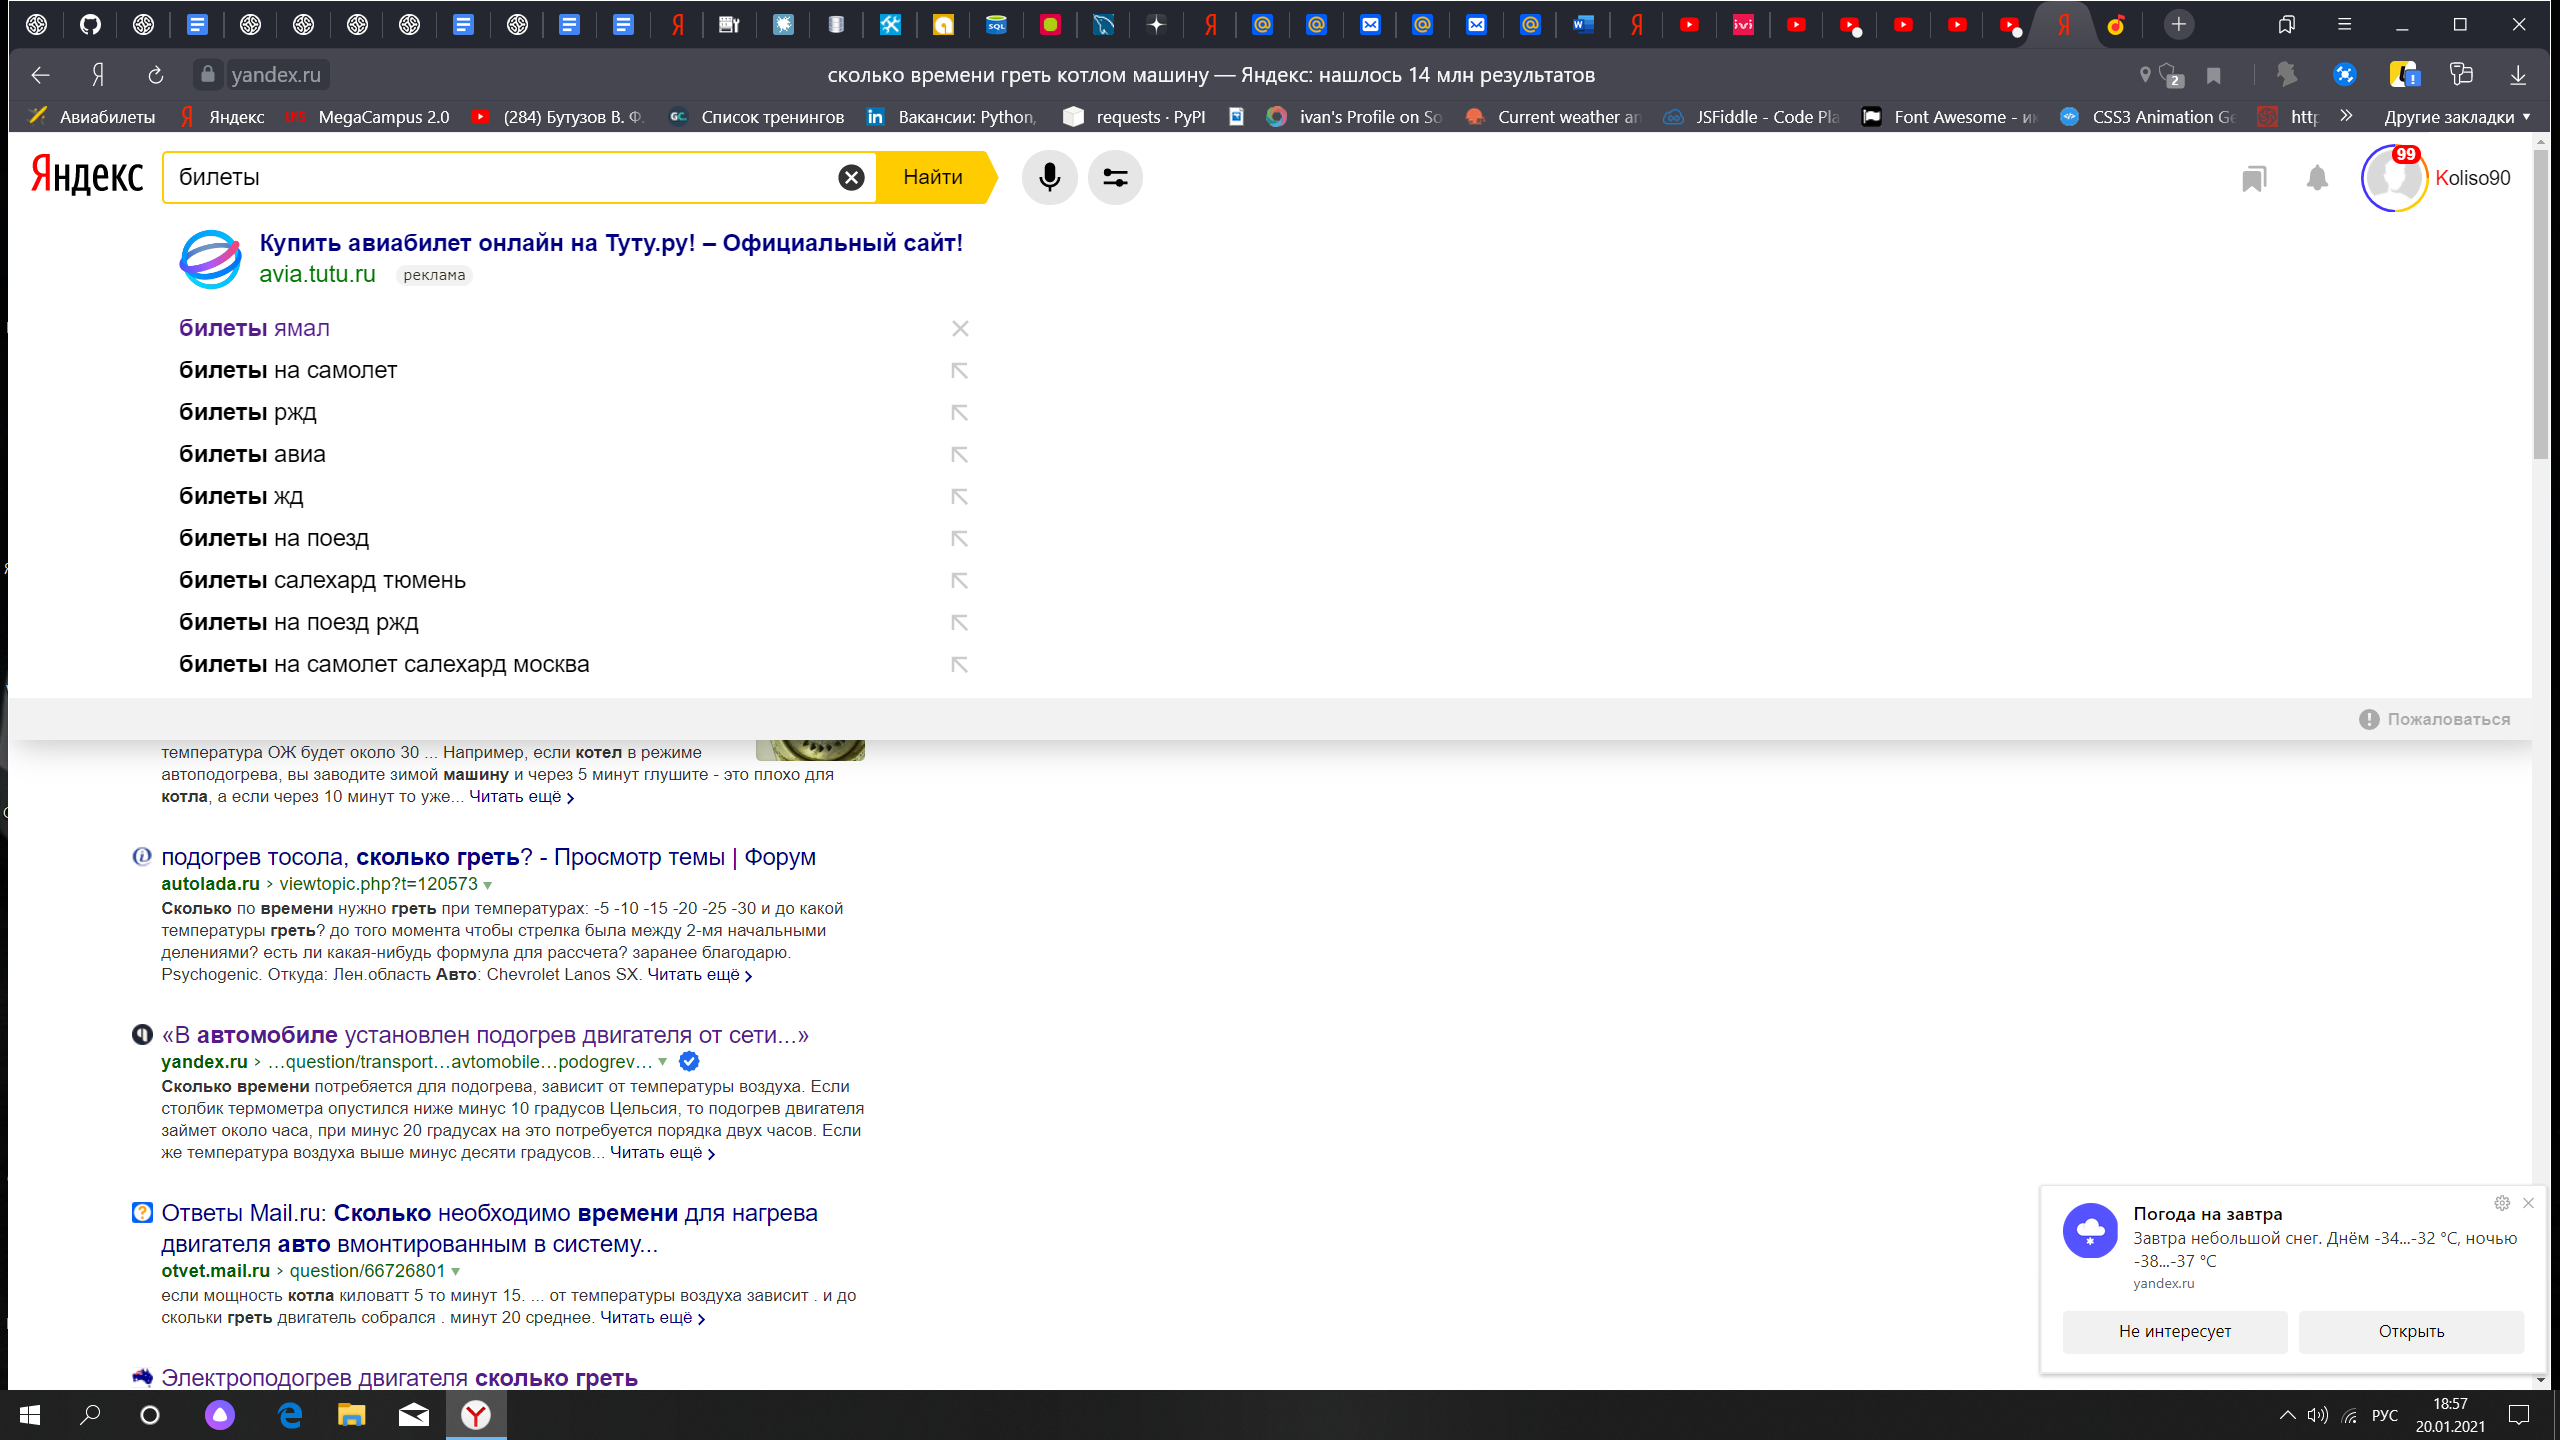 yandex.ru
сколько времени греть котлом машину — Яндекс: нашлось 14 млн результатов
2
Авиабилеты
Яндекс
MegaCampus 2.0
(284) Бутузов В. Ф.
Список тренингов
Вакансии: Python,
requests · PyPI
ivan's Profile on So
Current weather an
JSFiddle - Code Pla
Font Awesome - ик
CSS3 Animation Ge
http
Другие закладки
Яндекс
билеты
Найти
99
Koliso90
Купить авиабилет онлайн на Туту.ру! – Официальный сайт!
avia.tutu.ru реклама
билеты ямал
билеты на самолет
билеты ржд
билеты авиа
билеты жд
билеты на поезд
билеты салехард тюмень
билеты на поезд ржд
билеты на самолет салехард москва
Пожаловаться
температура ОЖ будет около 30 ... Например, если котел в режиме
автоподогрева, вы заводите зимой машину и через 5 минут глушите - это плохо для
котла, а если через 10 минут то уже... Читать ещё ›
подогрев тосола, сколько греть? - Просмотр темы | Форум
autolada.ru › viewtopic.php?t=120573
Сколько по времени нужно греть при температурах: -5 -10 -15 -20 -25 -30 и до какой
температуры греть? до того момента чтобы стрелка была между 2-мя начальными
делениями? есть ли какая-нибудь формула для рассчета? заранее благодарю.
Psychogenic. Откуда: Лен.область Авто: Chevrolet Lanos SX. Читать ещё ›
«В автомобиле установлен подогрев двигателя от сети...»
yandex.ru › …question/transport…avtomobile…podogrev…
Сколько времени потребяется для подогрева, зависит от температуры воздуха. Если
столбик термометра опустился ниже минус 10 градусов Цельсия, то подогрев двигателя
займет около часа, при минус 20 градусах на это потребуется порядка двух часов. Если
же температура воздуха выше минус десяти градусов... Читать ещё ›
Ответы Mail.ru: Сколько необходимо времени для нагрева
двигателя авто вмонтированным в систему...
otvet.mail.ru › question/66726801
если мощность котла киловатт 5 то минут 15. ... от температуры воздуха зависит . и до
скольки греть двигатель собрался . минут 20 среднее. Читать ещё ›
Электроподогрев двигателя сколько греть
Погода на завтра
Завтра небольшой снег. Днём -34...-32 °C, ночью
-38...-37 °C
yandex.ru
Не интересует
Открыть
РУС
18:57
20.01.2021